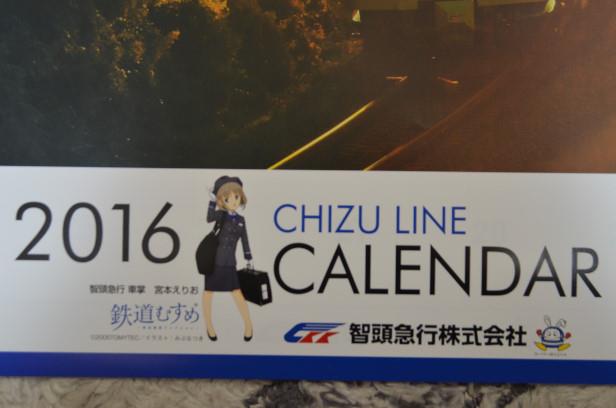 2016
CHIZU LINE
CALENDAR
智頭急行 車掌 宮本えりお
鉄道むすめ
智頭急行株式会社